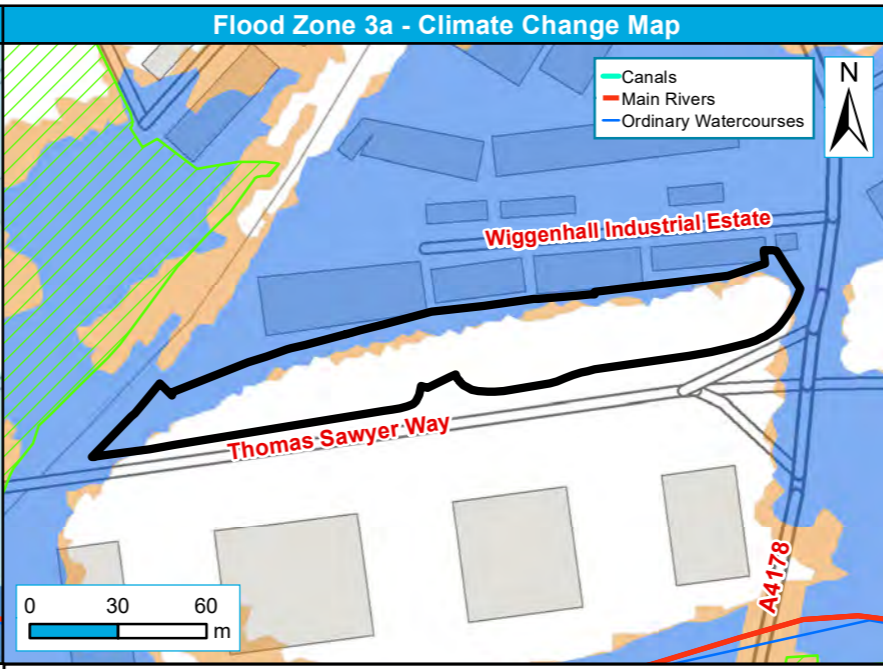 Flood Zone 3a - Climate Change Map
Canals
Main Rivers
Ordinary Watercourses
N
Wiggenhall Industrial Estate
Thomas Sawyer Way
A4178
0 30 60
m